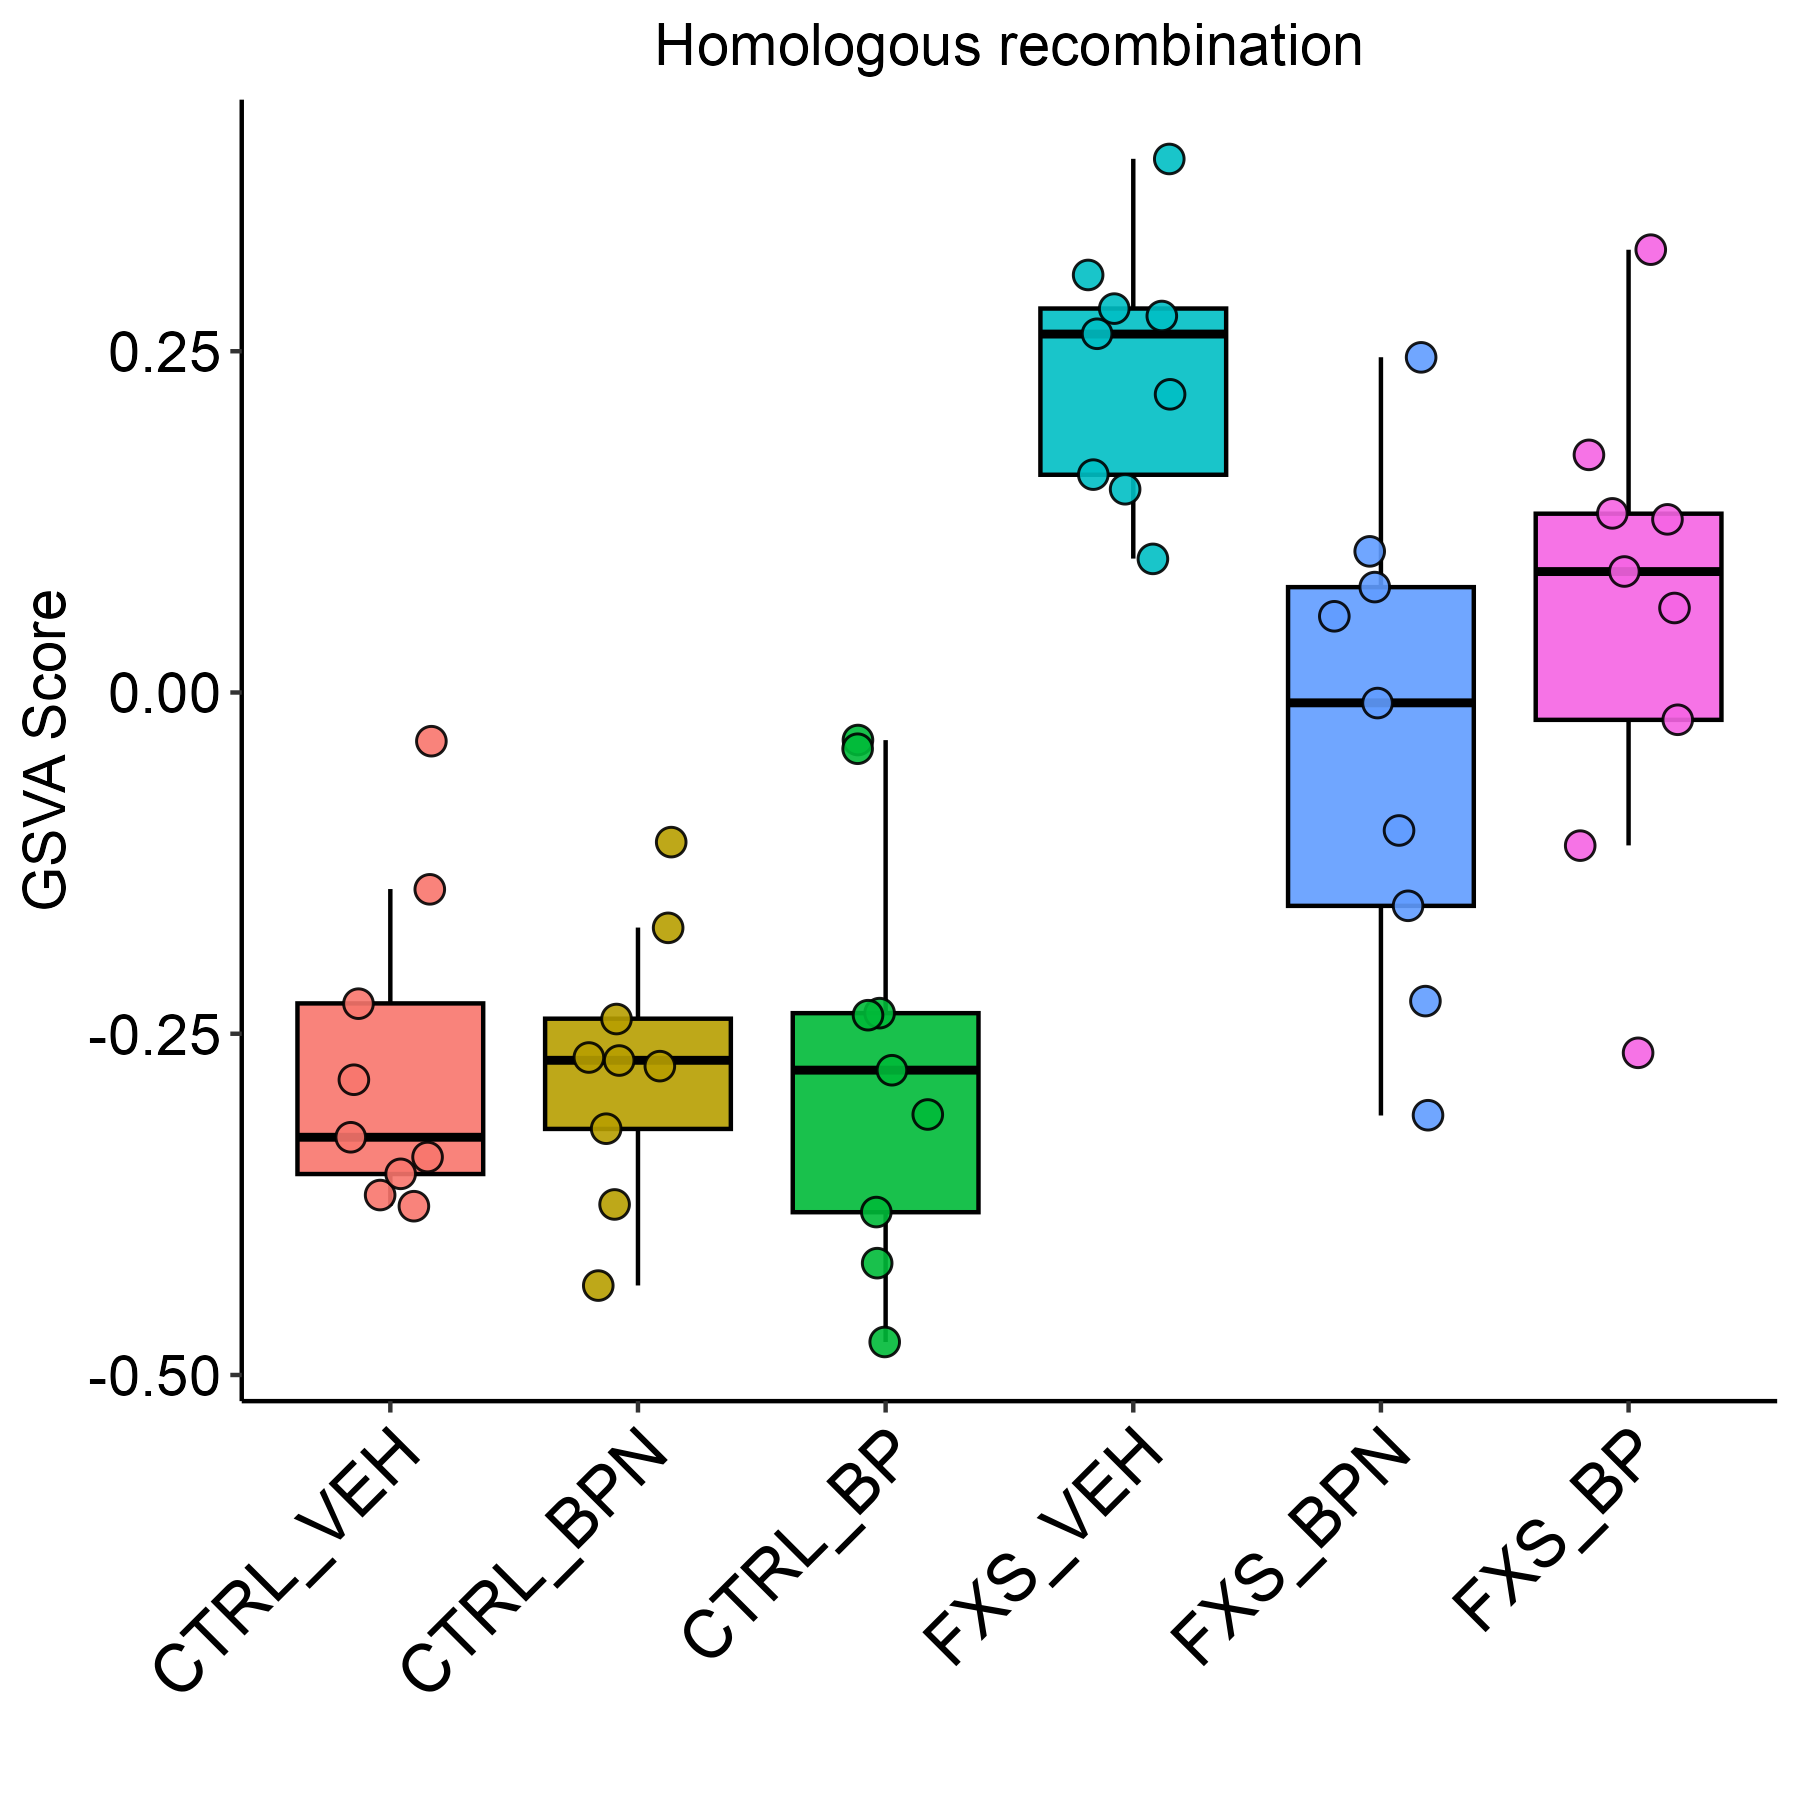 Homologous recombination
GSVA Score
0.25
0.00
-0.25
-0.50
CTRL_VEH
CTRL_BPN
CTRL_BP
FXS_VEH
FXS_BPN
FXS_BP